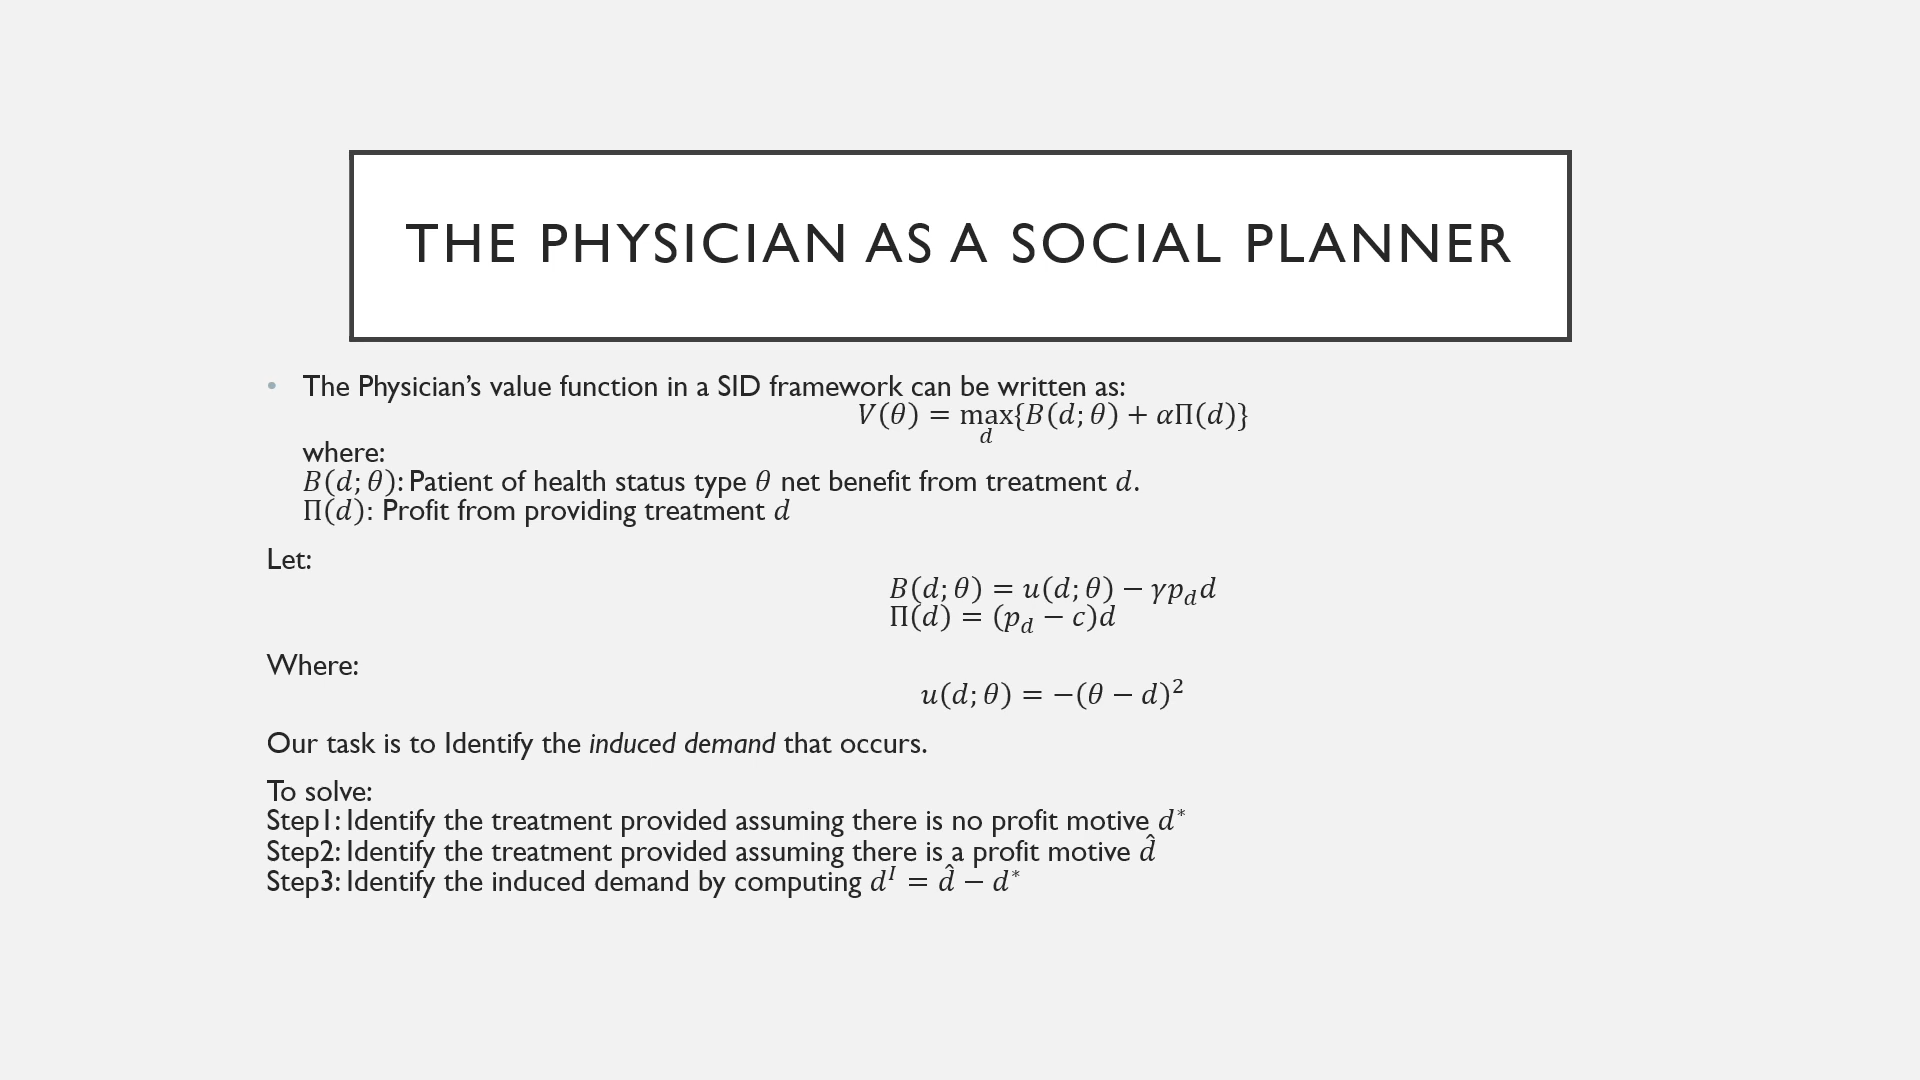 THE PHYSICIAN AS A SOCIAL PLANNER
• The Physician’s value function in a SID framework can be written as:
𝑉(𝜃) = max{𝐵(𝑑; 𝜃) + 𝛼Π(𝑑)}
𝑑
where:
𝐵(𝑑; 𝜃): Patient of health status type 𝜃 net benefit from treatment 𝑑.
Π(𝑑): Profit from providing treatment 𝑑
Let:
𝐵(𝑑; 𝜃) = 𝑢(𝑑; 𝜃) − 𝛾𝑝_𝑑𝑑
Π(𝑑) = (𝑝_𝑑 − 𝑐)𝑑
Where:
𝑢(𝑑; 𝜃) = −(𝜃 − 𝑑)²
Our task is to Identify the induced demand that occurs.
To solve:
Step1: Identify the treatment provided assuming there is no profit motive 𝑑*
Step2: Identify the treatment provided assuming there is a profit motive 𝑑̂
Step3: Identify the induced demand by computing 𝑑^𝐼 = 𝑑̂ − 𝑑*